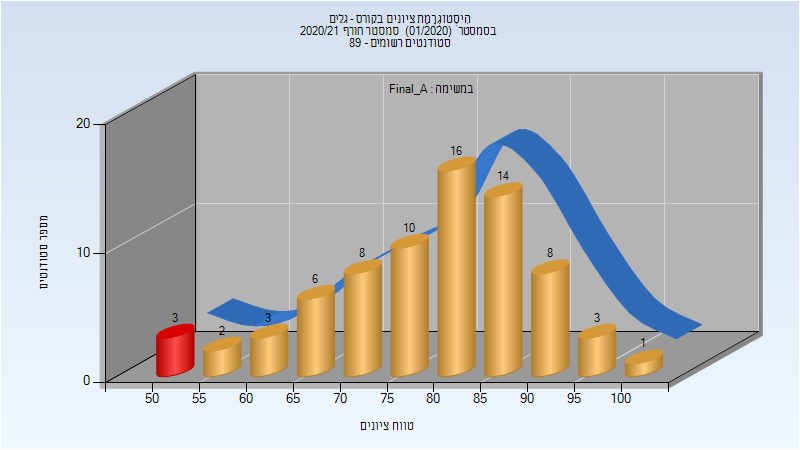 היסטוגרמת ציונים בקורס - גלים
בסמסטר (01/2020) סמסטר חורף 2020/21
סטודנטים רשומים - 89
במשימה : Final_A
מספר סטודנטים
20
10
0
3
2
3
6
8
10
16
14
8
3
1
50 55 60 65 70 75 80 85 90 95 100
טווח ציונים